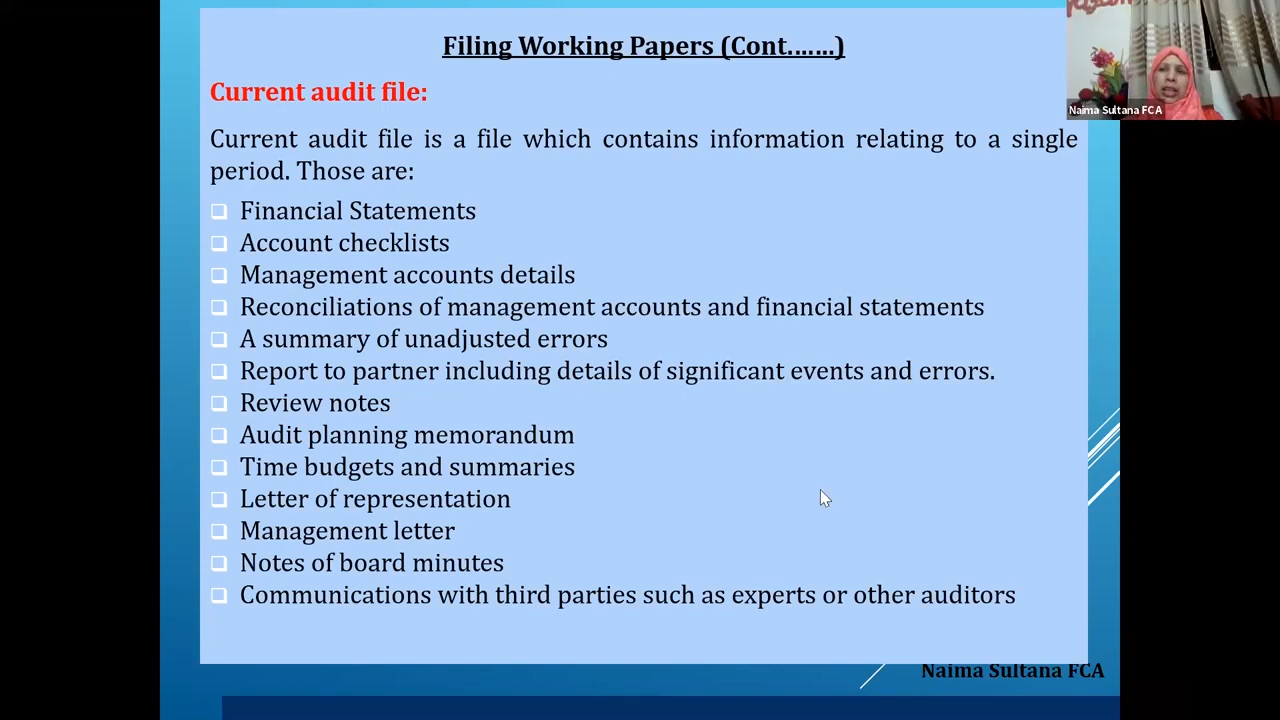 Filing Working Papers (Cont.……)
Naima Sultana FCA
Current audit file:
Current audit file is a file which contains information relating to a single
period. Those are:
❑ Financial Statements
❑ Account checklists
❑ Management accounts details
❑ Reconciliations of management accounts and financial statements
❑ A summary of unadjusted errors
❑ Report to partner including details of significant events and errors.
❑ Review notes
❑ Audit planning memorandum
❑ Time budgets and summaries
❑ Letter of representation
❑ Management letter
❑ Notes of board minutes
❑ Communications with third parties such as experts or other auditors
Naima Sultana FCA